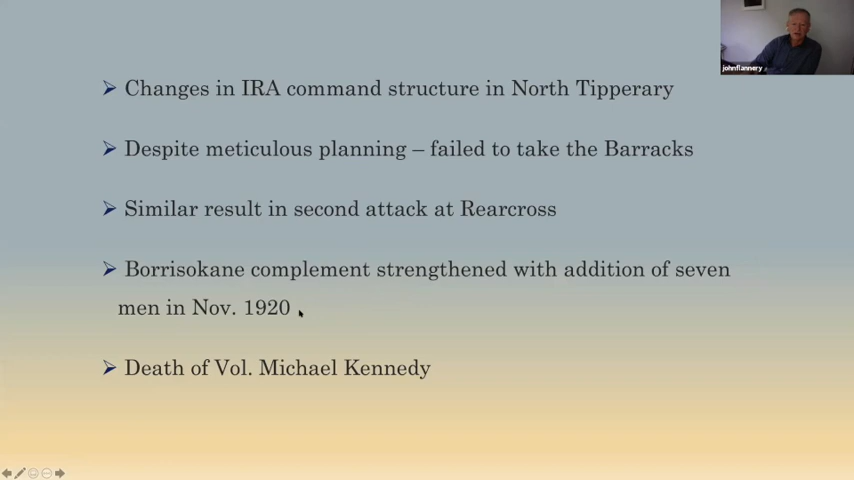 johnflannery
Changes in IRA command structure in North Tipperary
Despite meticulous planning – failed to take the Barracks
Similar result in second attack at Rearcross
Borrisokane complement strengthened with addition of seven
men in Nov. 1920
Death of Vol. Michael Kennedy